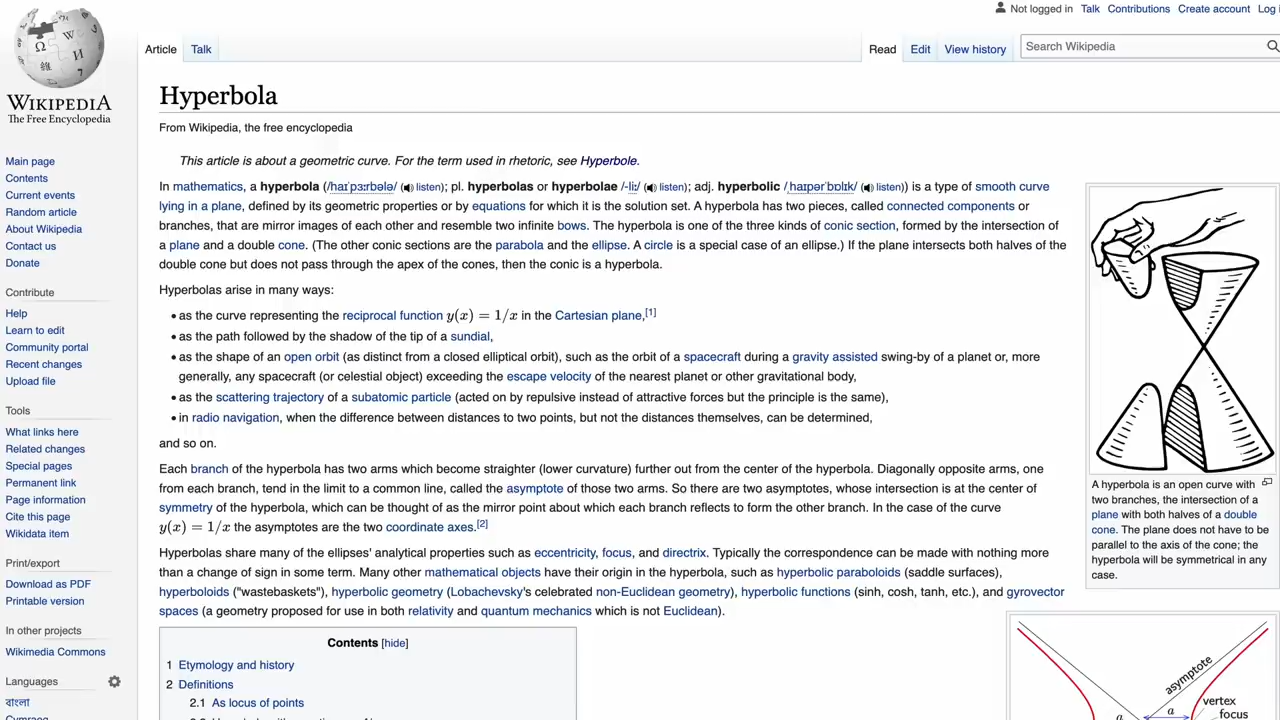 Not logged in Talk Contributions Create account Log
Article Talk Read Edit View history Search Wikipedia
WIKIPEDIA
The Free Encyclopedia
Main page
Contents
Current events
Random article
About Wikipedia
Contact us
Donate
Contribute
Help
Learn to edit
Community portal
Recent changes
Upload file
Tools
What links here
Related changes
Special pages
Permanent link
Page information
Cite this page
Wikidata item
Print/export
Download as PDF
Printable version
In other projects
Wikimedia Commons
Languages
বাংলা
Hyperbola
From Wikipedia, the free encyclopedia
This article is about a geometric curve. For the term used in rhetoric, see Hyperbole.
In mathematics, a hyperbola (/haɪˈpɜːrbələ/ (listen); pl. hyperbolas or hyperbolae /-liː/ (listen); adj. hyperbolic /ˌhaɪpərˈbɒlɪk/ (listen)) is a type of smooth curve
lying in a plane, defined by its geometric properties or by equations for which it is the solution set. A hyperbola has two pieces, called connected components or
branches, that are mirror images of each other and resemble two infinite bows. The hyperbola is one of the three kinds of conic section, formed by the intersection of
a plane and a double cone. (The other conic sections are the parabola and the ellipse. A circle is a special case of an ellipse.) If the plane intersects both halves of the
double cone but does not pass through the apex of the cones, then the conic is a hyperbola.
Hyperbolas arise in many ways:
• as the curve representing the reciprocal function y(x) = 1/x in the Cartesian plane,[1]
• as the path followed by the shadow of the tip of a sundial,
• as the shape of an open orbit (as distinct from a closed elliptical orbit), such as the orbit of a spacecraft during a gravity assisted swing-by of a planet or, more
generally, any spacecraft (or celestial object) exceeding the escape velocity of the nearest planet or other gravitational body,
• as the scattering trajectory of a subatomic particle (acted on by repulsive instead of attractive forces but the principle is the same),
• in radio navigation, when the difference between distances to two points, but not the distances themselves, can be determined,
and so on.
Each branch of the hyperbola has two arms which become straighter (lower curvature) further out from the center of the hyperbola. Diagonally opposite arms, one
from each branch, tend in the limit to a common line, called the asymptote of those two arms. So there are two asymptotes, whose intersection is at the center of
symmetry of the hyperbola, which can be thought of as the mirror point about which each branch reflects to form the other branch. In the case of the curve
y(x) = 1/x the asymptotes are the two coordinate axes.[2]
Hyperbolas share many of the ellipses' analytical properties such as eccentricity, focus, and directrix. Typically the correspondence can be made with nothing more
than a change of sign in some term. Many other mathematical objects have their origin in the hyperbola, such as hyperbolic paraboloids (saddle surfaces),
hyperboloids ("wastebaskets"), hyperbolic geometry (Lobachevsky's celebrated non-Euclidean geometry), hyperbolic functions (sinh, cosh, tanh, etc.), and gyrovector
spaces (a geometry proposed for use in both relativity and quantum mechanics which is not Euclidean).
Contents [hide]
1 Etymology and history
2 Definitions
2.1 As locus of points
A hyperbola is an open curve with
two branches, the intersection of a
plane with both halves of a double
cone. The plane does not have to be
parallel to the axis of the cone; the
hyperbola will be symmetrical in any
case.
asymptote
a
vertex
focus